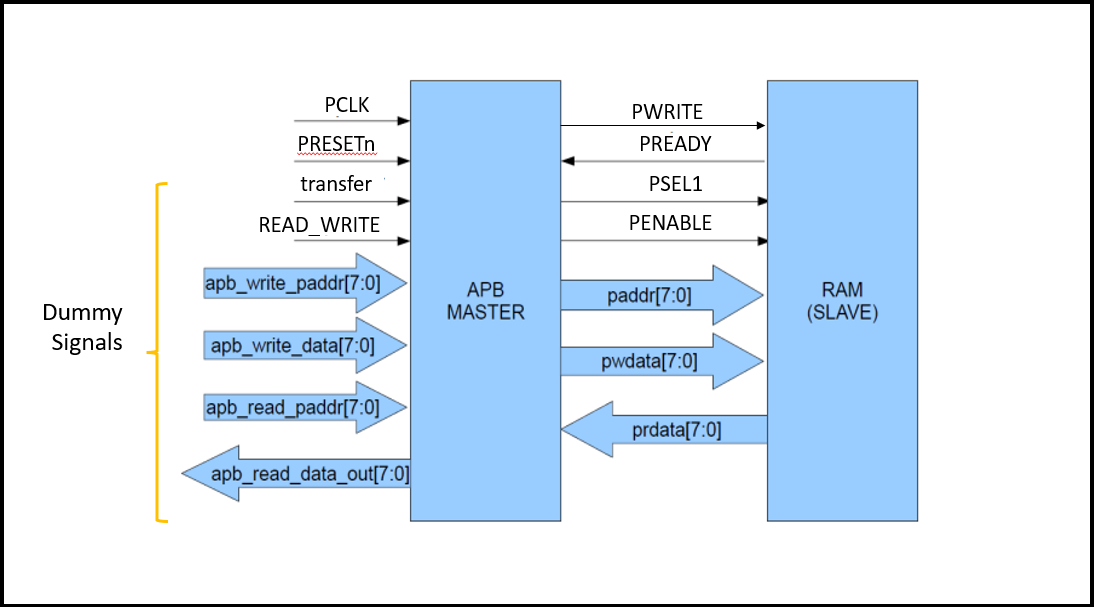 PCLK
PRESETn
transfer
READ_WRITE
apb_write_paddr[7:0]
apb_write_data[7:0]
apb_read_paddr[7:0]
apb_read_data_out[7:0]
Dummy
Signals
APB
MASTER
PWRITE
PREADY
PSEL1
PENABLE
paddr[7:0]
pwdata[7:0]
prdata[7:0]
RAM
(SLAVE)